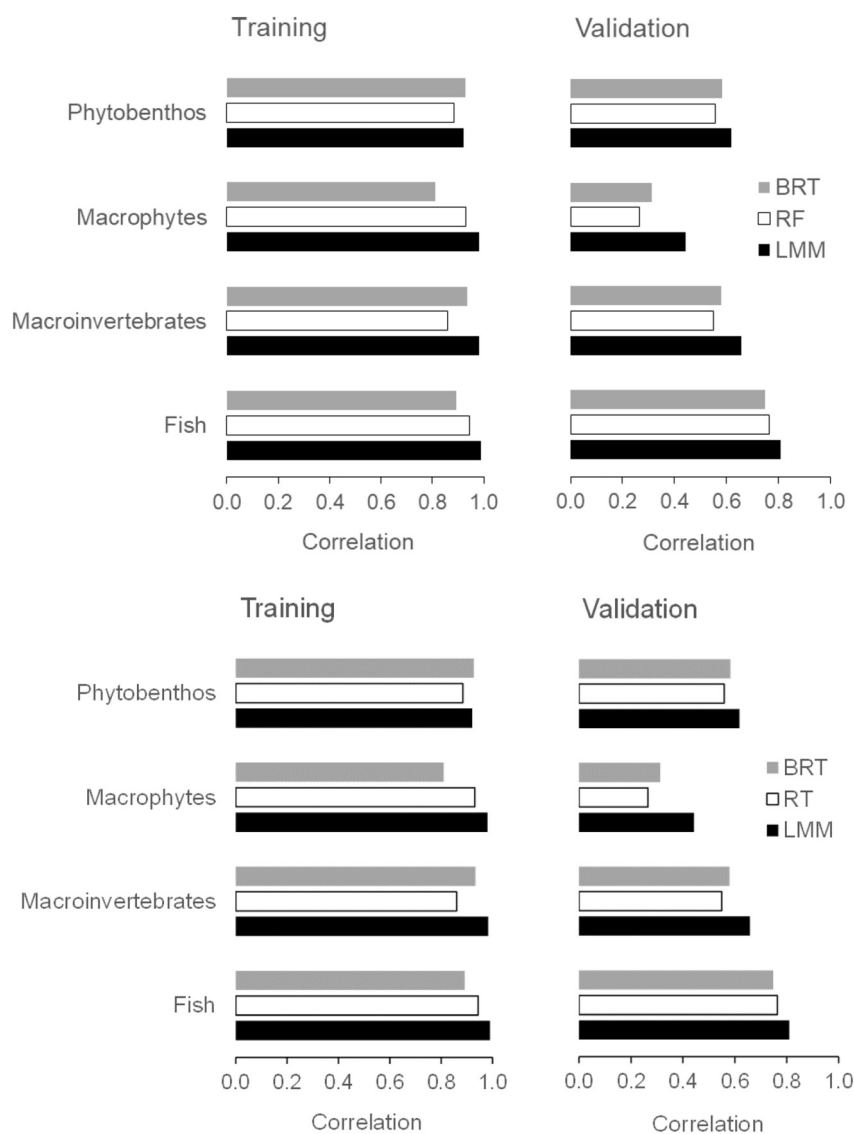 Training Validation
Phytobenthos
Macrophytes
BRT
RF
LMM
Macroinvertebrates
Fish
0.0 0.2 0.4 0.6 0.8 1.0 0.0 0.2 0.4 0.6 0.8 1.0
Correlation Correlation
Training Validation
Phytobenthos
BRT
Macrophytes
RT
LMM
Macroinvertebrates
Fish
0.0 0.2 0.4 0.6 0.8 1.0 0.0 0.2 0.4 0.6 0.8 1.0
Correlation Correlation